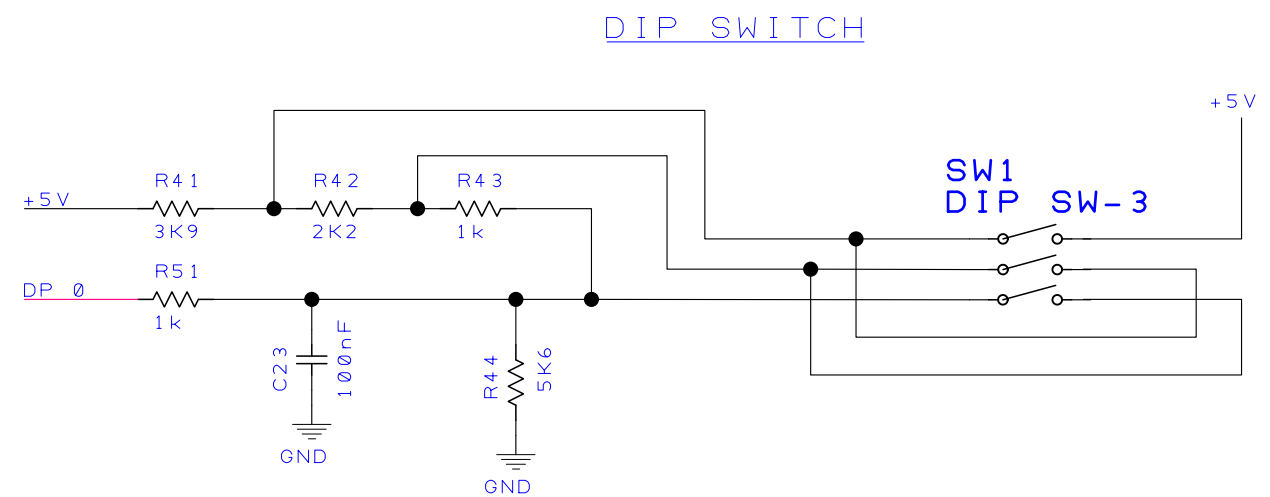 DIP SWITCH
+5V
SW1
DIP SW-3
R41
R42
R43
+5V
3K9
2K2
1k
R51
DP 0
1k
C23
100nF
R44
5K6
GND
GND